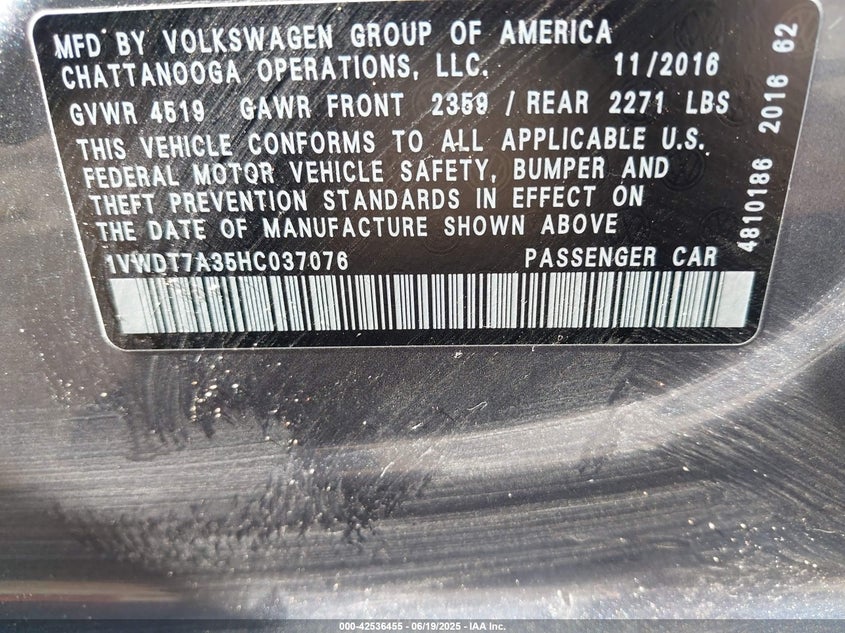 MFD BY VOLKSWAGEN GROUP OF AMERICA
CHATTANOOGA OPERATIONS, LLC. 11/2016
GVWR 4519 GAWR FRONT 2359 / REAR 2271 LBS
THIS VEHICLE CONFORMS TO ALL APPLICABLE U.S.
FEDERAL MOTOR VEHICLE SAFETY, BUMPER AND
THEFT PREVENTION STANDARDS IN EFFECT ON
THE DATE OF MANUFACTURE SHOWN ABOVE
1VWDT7A35HC037076 PASSENGER CAR
4810186 2016 62
000-42536455 - 06/19/2025 - IAA Inc.